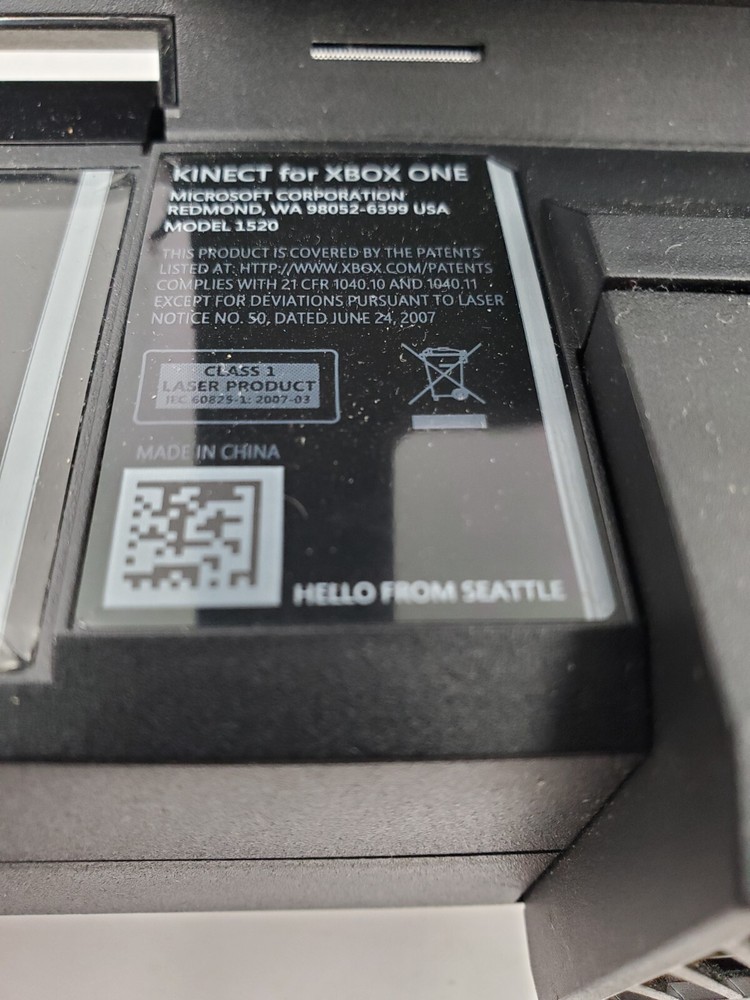 KINECT for XBOX ONE
MICROSOFT CORPORATION
REDMOND, WA 98052-6399 USA
MODEL 1520
THIS PRODUCT IS COVERED BY THE PATENTS
LISTED AT: HTTP://WWW.XBOX.COM/PATENTS
COMPLIES WITH 21 CFR 1040.10 AND 1040.11
EXCEPT FOR DEVIATIONS PURSUANT TO LASER
NOTICE NO. 50, DATED JUNE 24, 2007
CLASS 1
LASER PRODUCT
IEC 60825-1: 2007-03
MADE IN CHINA
HELLO FROM SEATTLE